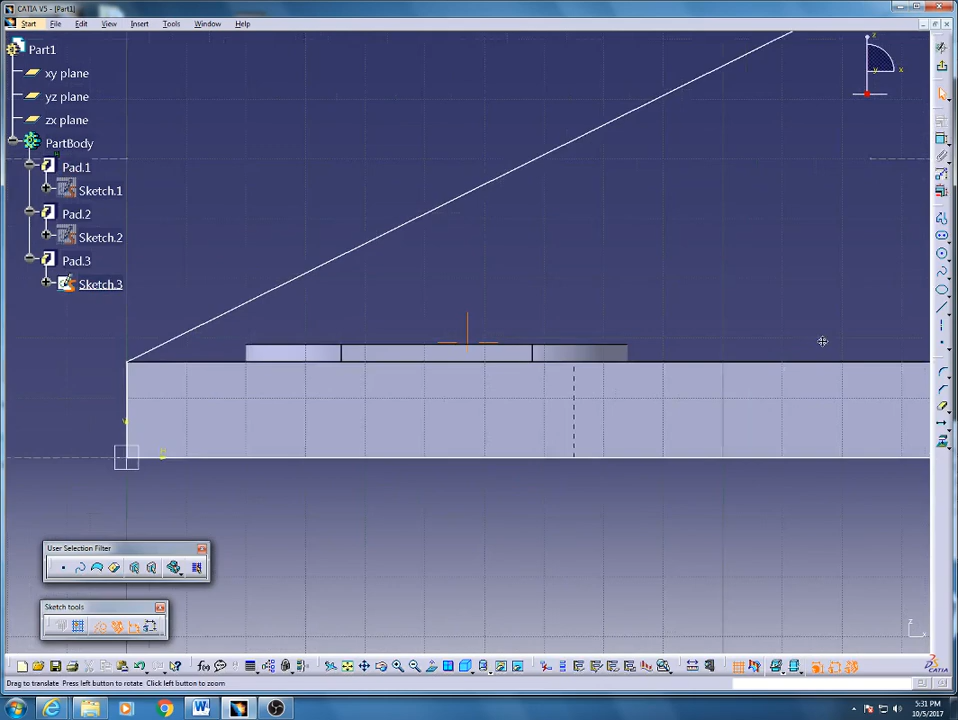 CATIA V5 - [Part1]
Start File Edit View Insert Tools Window Help
Part1
xy plane
yz plane
zx plane
PartBody
Pad.1
Sketch.1
Pad.2
Sketch.2
Pad.3
Sketch.3
z
x
y
User Selection Filter
Sketch tools
z
x
f(x)
CATIA
Drag to translate Press left button to rotate Click left button to zoom
5:31 PM
10/5/2017